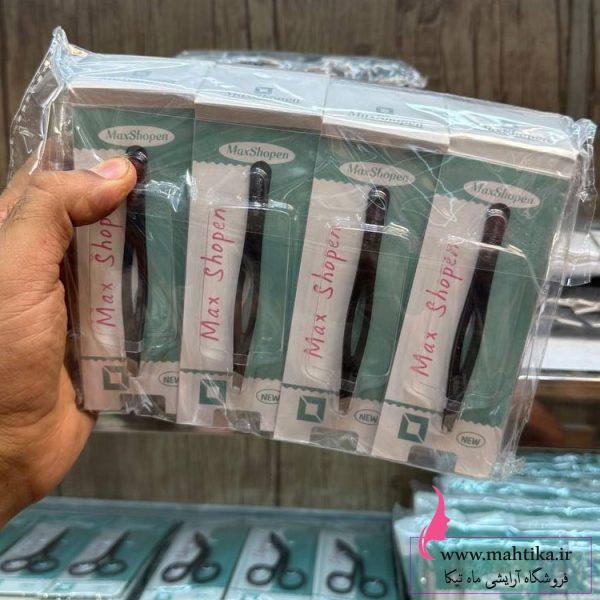 MaxShopen
MaxShopen
MaxShopen
MaxShopen
Max Shopen
Max Shopen
Max Shopen
Max Shopen
NEW
NEW
NEW
NEW
www.mahtika.ir
فروشگاه آرایشی ماه تیکا